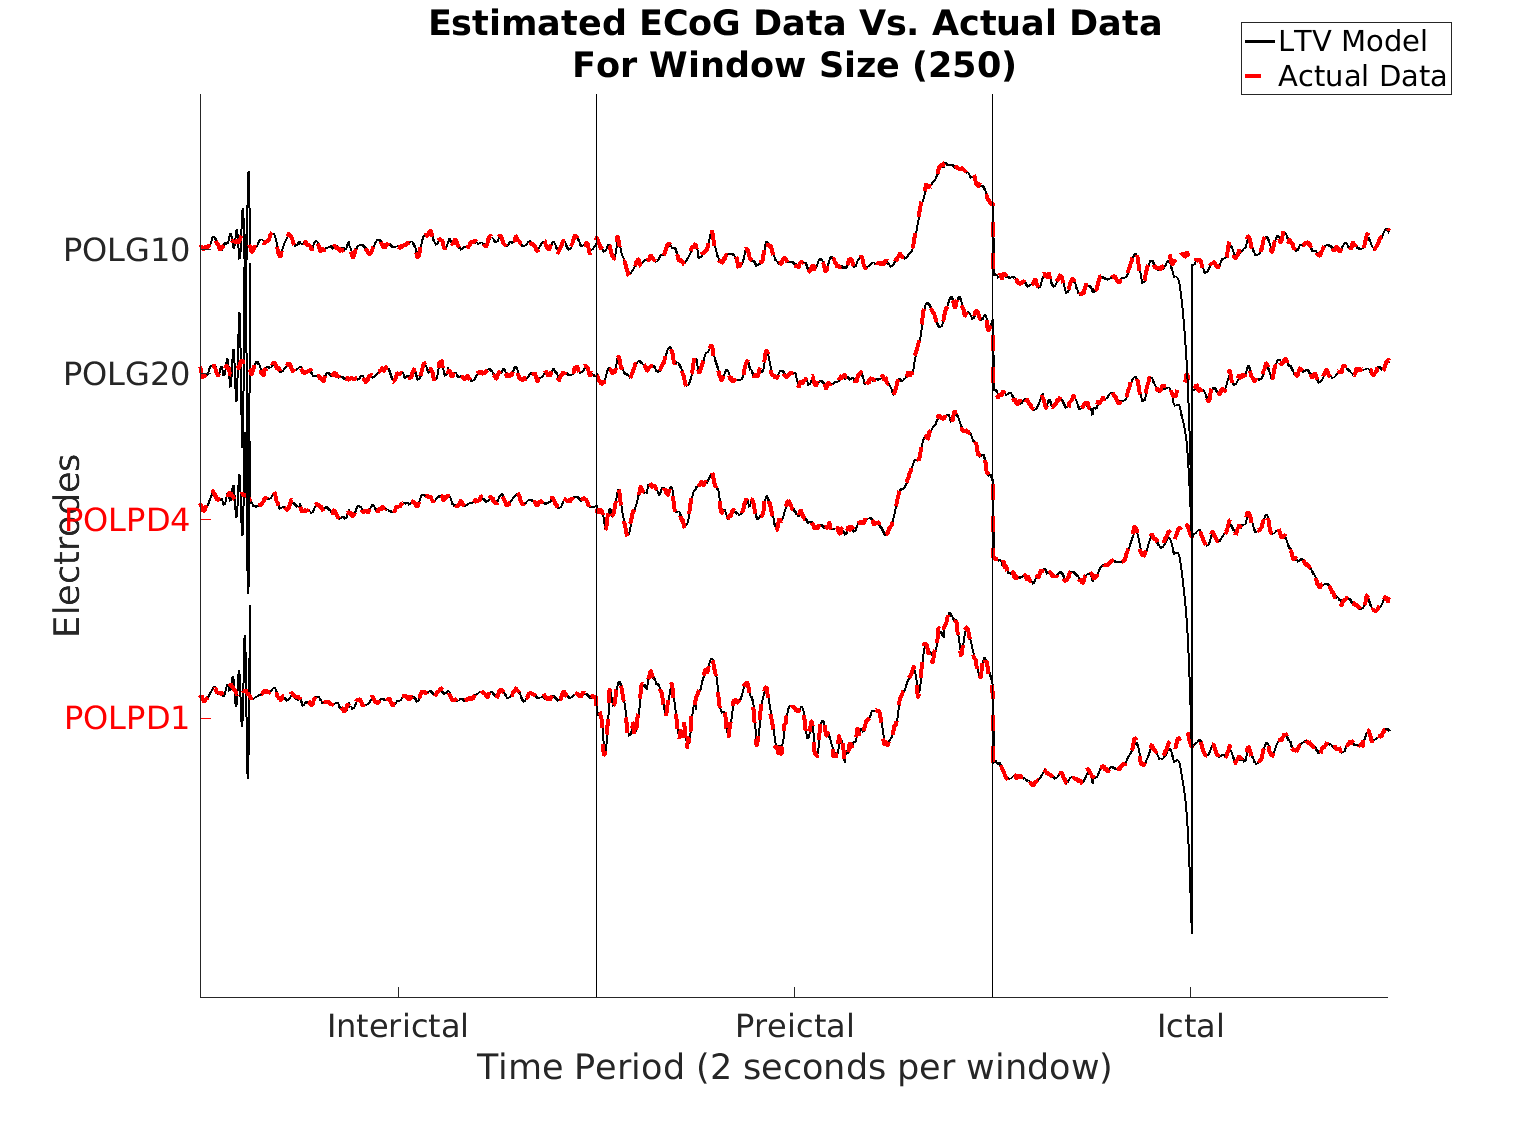 Estimated ECoG Data Vs. Actual Data
For Window Size (250)
LTV Model
Actual Data
POLG10
POLG20
POLPD4
POLPD1
Electrodes
Interictal
Preictal
Ictal
Time Period (2 seconds per window)